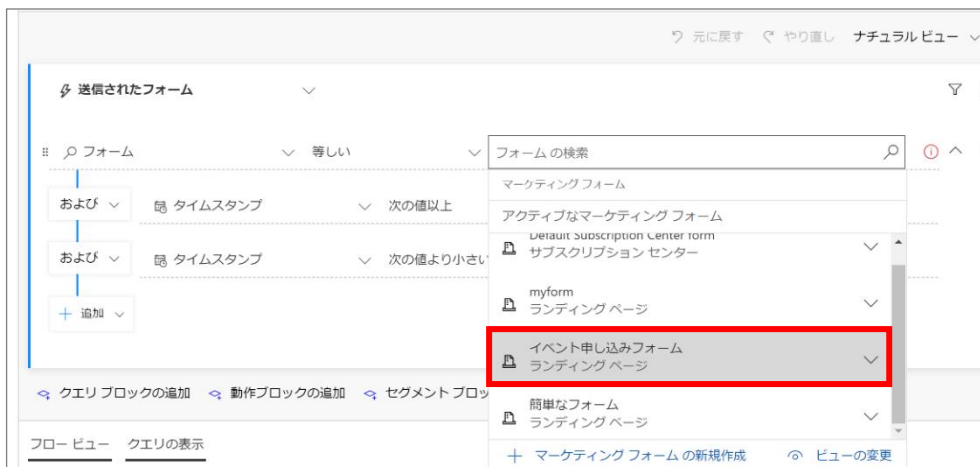 元に戻す やり直し ナチュラル ビュー
送信されたフォーム
フォーム 等しい フォーム の検索
マーケティング フォーム
および タイムスタンプ 次の値以上
アクティブなマーケティング フォーム
Default Subscription Center form
サブスクリプション センター
および タイムスタンプ 次の値より小さい
myform
ランディング ページ
追加
イベント申し込みフォーム
ランディング ページ
クエリ ブロックの追加 動作ブロックの追加 セグメント ブロッ
簡単なフォーム
ランディング ページ
フロー ビュー クエリの表示
マーケティング フォーム の新規作成 ビューの変更